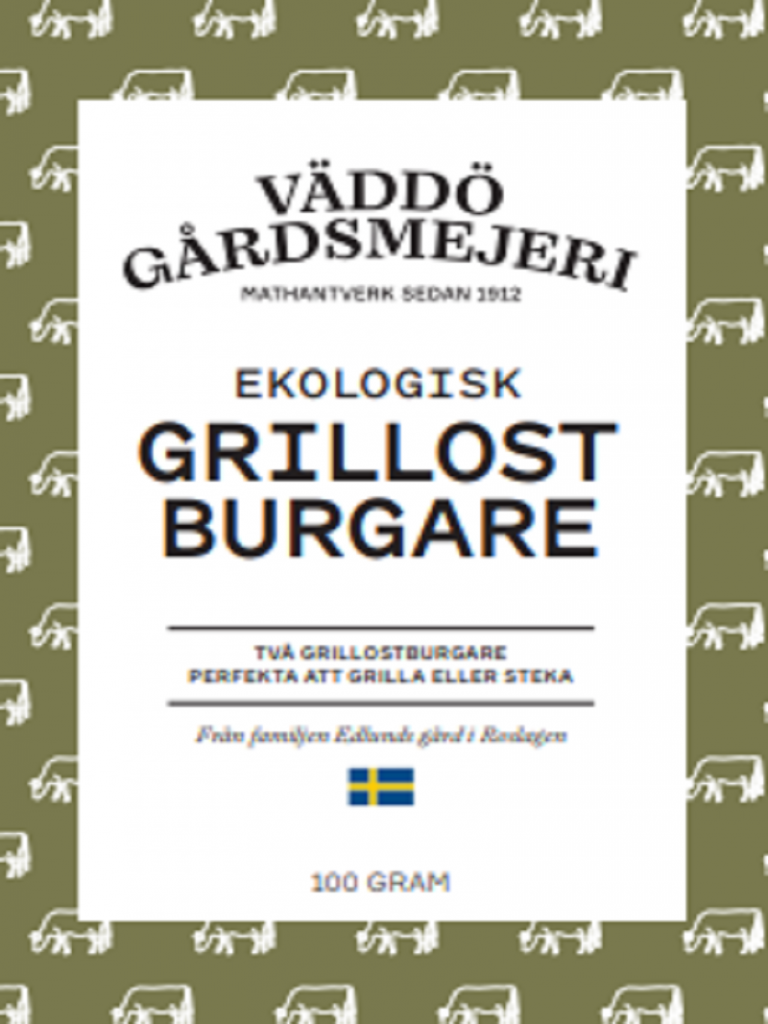 VÄDDÖ
GÅRDSMEJERI
MATHANTVERK SEDAN 1912
EKOLOGISK
GRILLOST
BURGARE
TVÅ GRILLOSTBURGARE
PERFEKTA ATT GRILLA ELLER STEKA
Från familjen Edlunds gård i Roslagen
100 GRAM